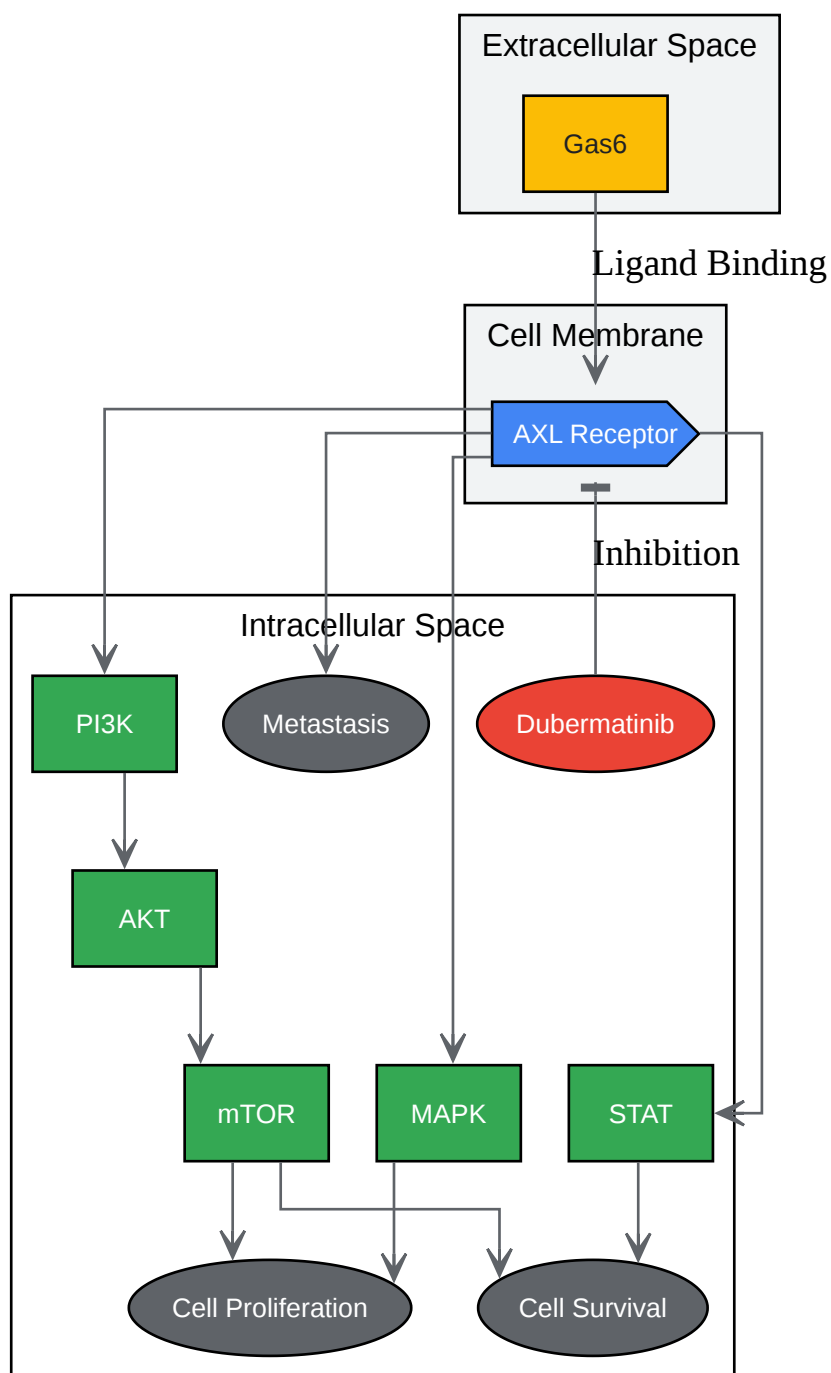 Extracellular Space
Gas6
Ligand Binding
Cell Membrane
AXL Receptor
Inhibition
Intracellular Space
PI3K
Metastasis
Dubermatinib
AKT
mTOR
MAPK
STAT
Cell Proliferation
Cell Survival